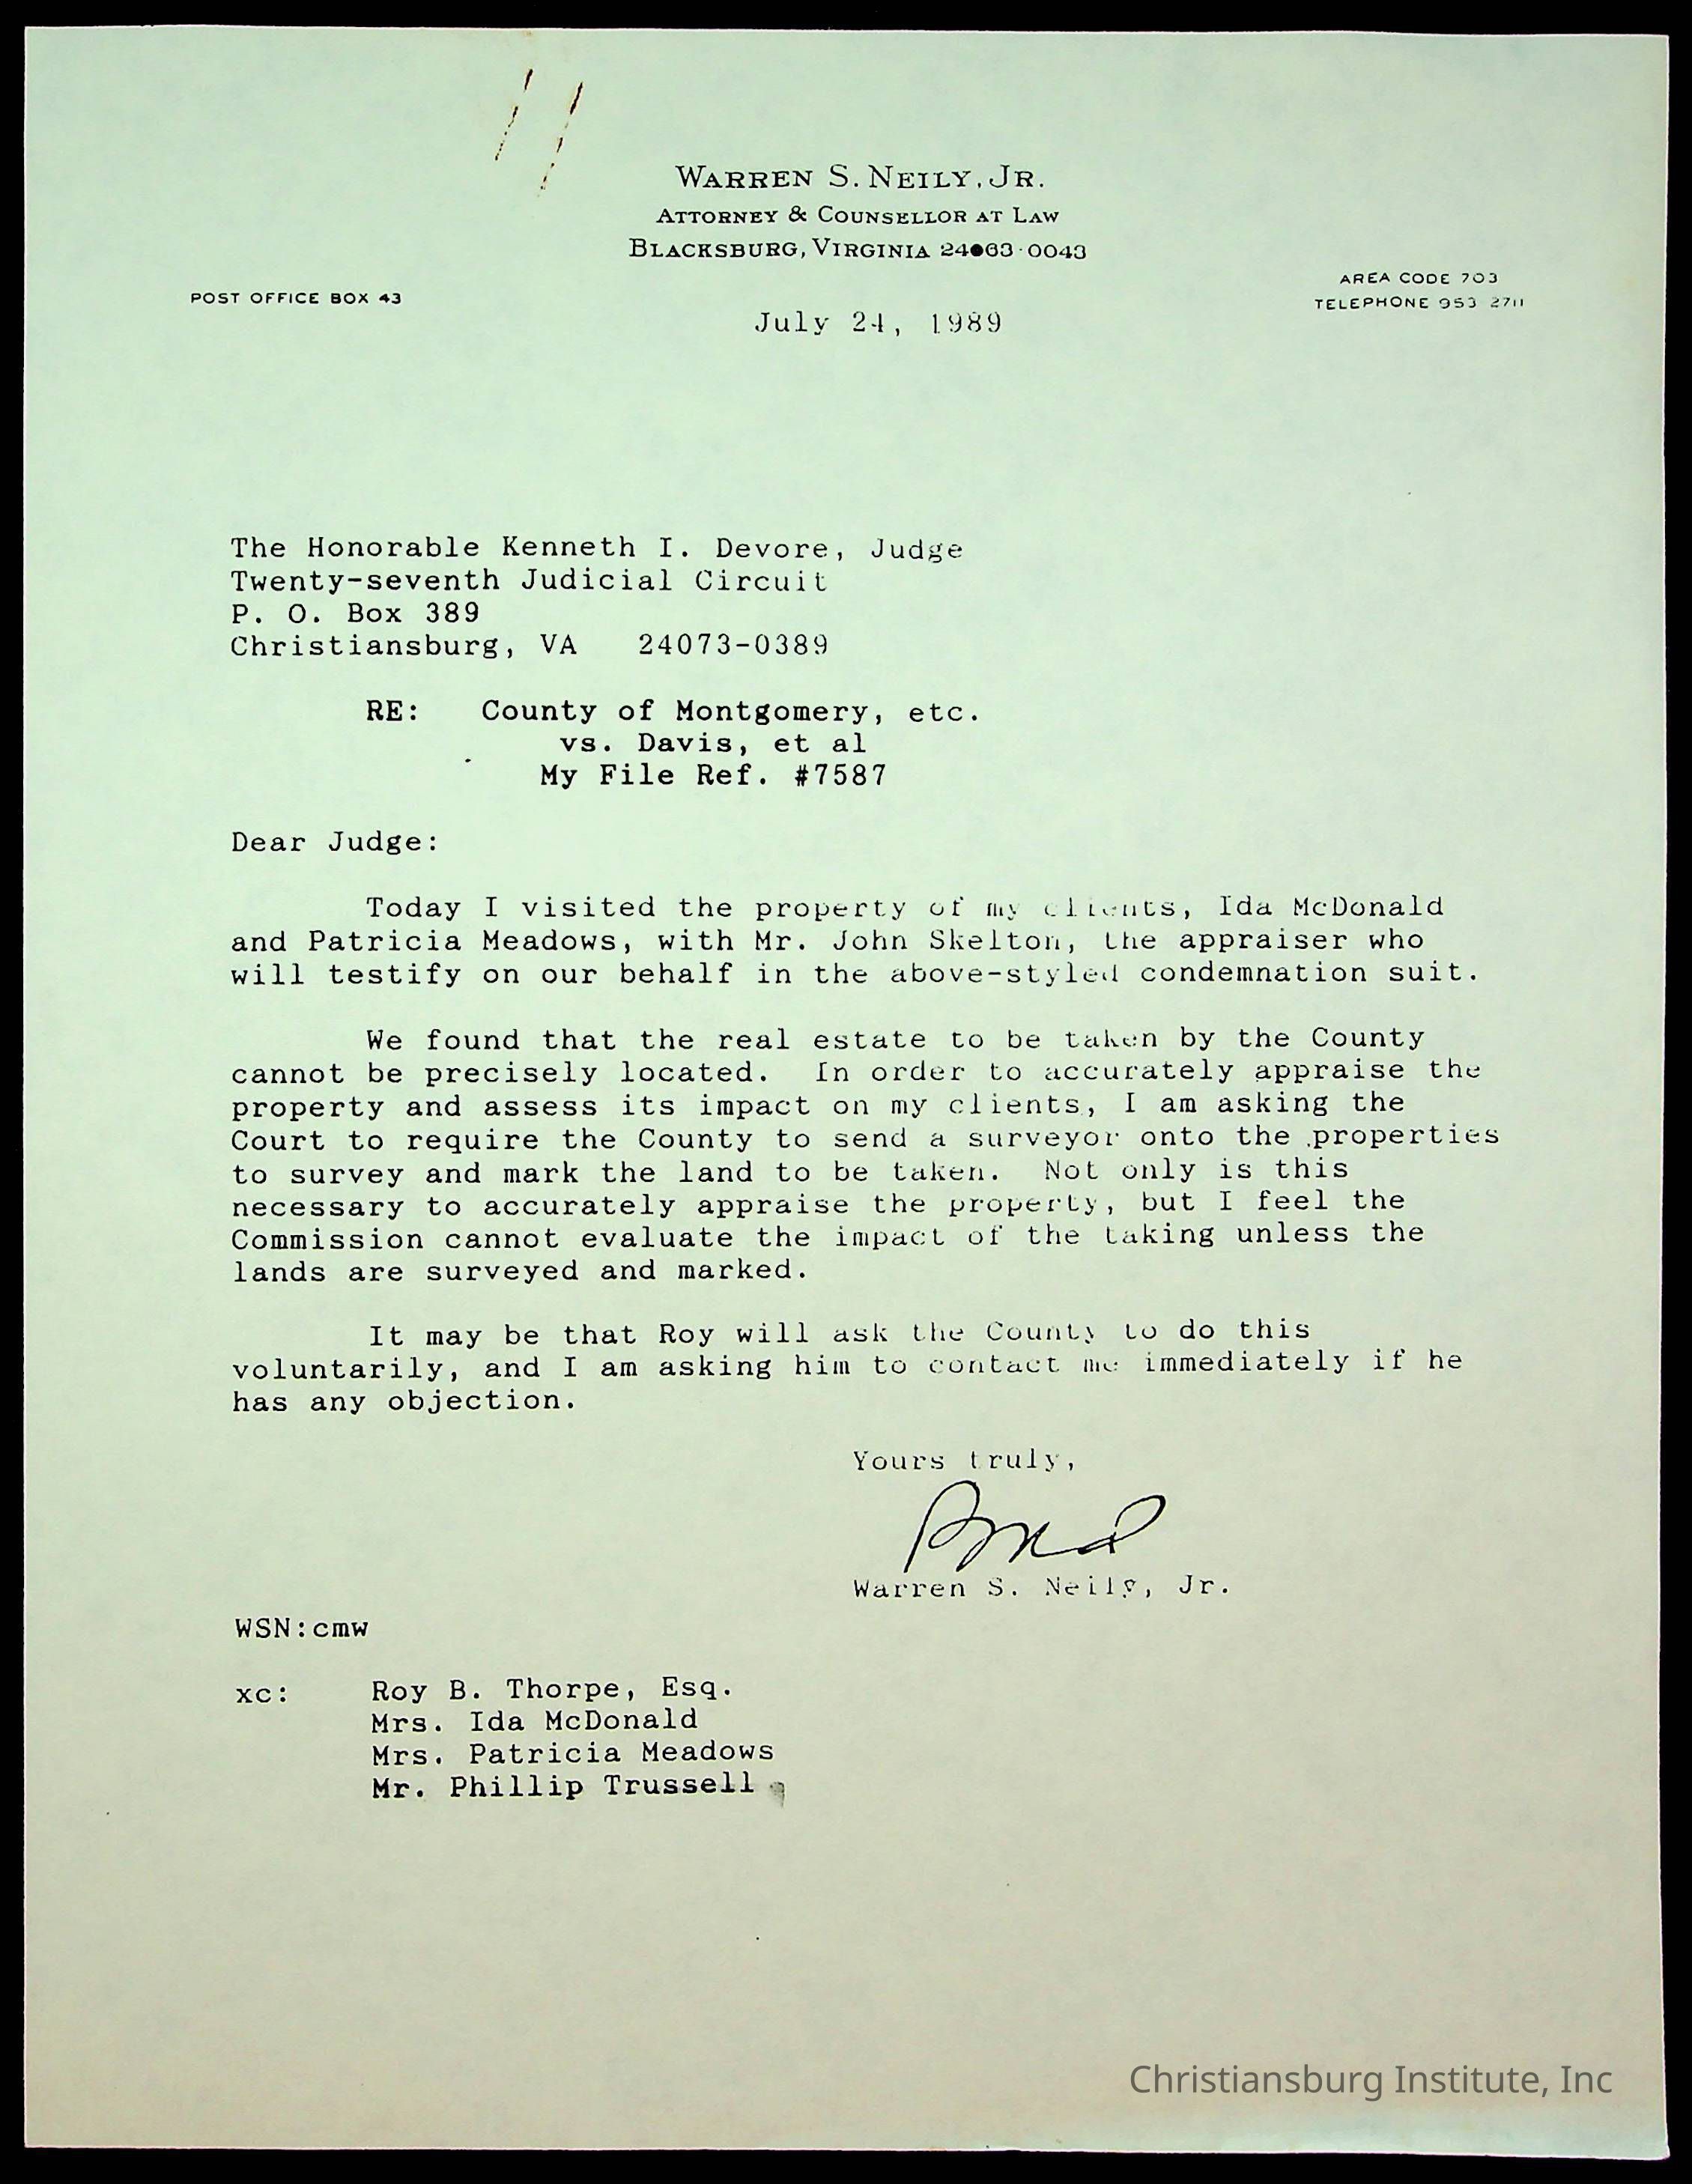 WARREN S. NEILY, JR.
ATTORNEY & COUNSELLOR AT LAW
BLACKSBURG, VIRGINIA 24063-0043
AREA CODE 703
POST OFFICE BOX 43
TELEPHONE 953 2711
July 24, 1989
The Honorable Kenneth I. Devore, Judge
Twenty-seventh Judicial Circuit
P. O. Box 389
Christiansburg, VA 24073-0389
RE: County of Montgomery, etc.
vs. Davis, et al
My File Ref. #7587
Dear Judge:
Today I visited the property of my clients, Ida McDonald
and Patricia Meadows, with Mr. John Skelton, the appraiser who
will testify on our behalf in the above-styled condemnation suit.
We found that the real estate to be taken by the County
cannot be precisely located. In order to accurately appraise the
property and assess its impact on my clients, I am asking the
Court to require the County to send a surveyor onto the properties
to survey and mark the land to be taken. Not only is this
necessary to accurately appraise the property, but I feel the
Commission cannot evaluate the impact of the taking unless the
lands are surveyed and marked.
It may be that Roy will ask the County to do this
voluntarily, and I am asking him to contact me immediately if he
has any objection.
Yours truly,
Warren S. Neily, Jr.
WSN:cmw
xc: Roy B. Thorpe, Esq.
Mrs. Ida McDonald
Mrs. Patricia Meadows
Mr. Phillip Trussell
Christiansburg Institute, Inc